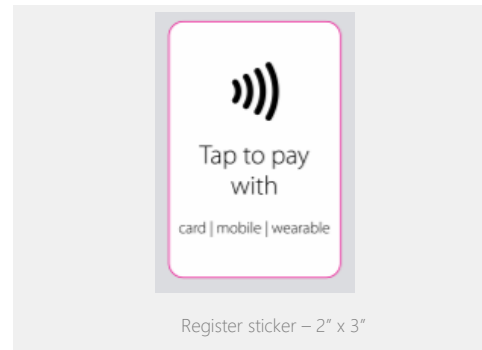 Tap to pay
with
card | mobile | wearable
Register sticker – 2” x 3”